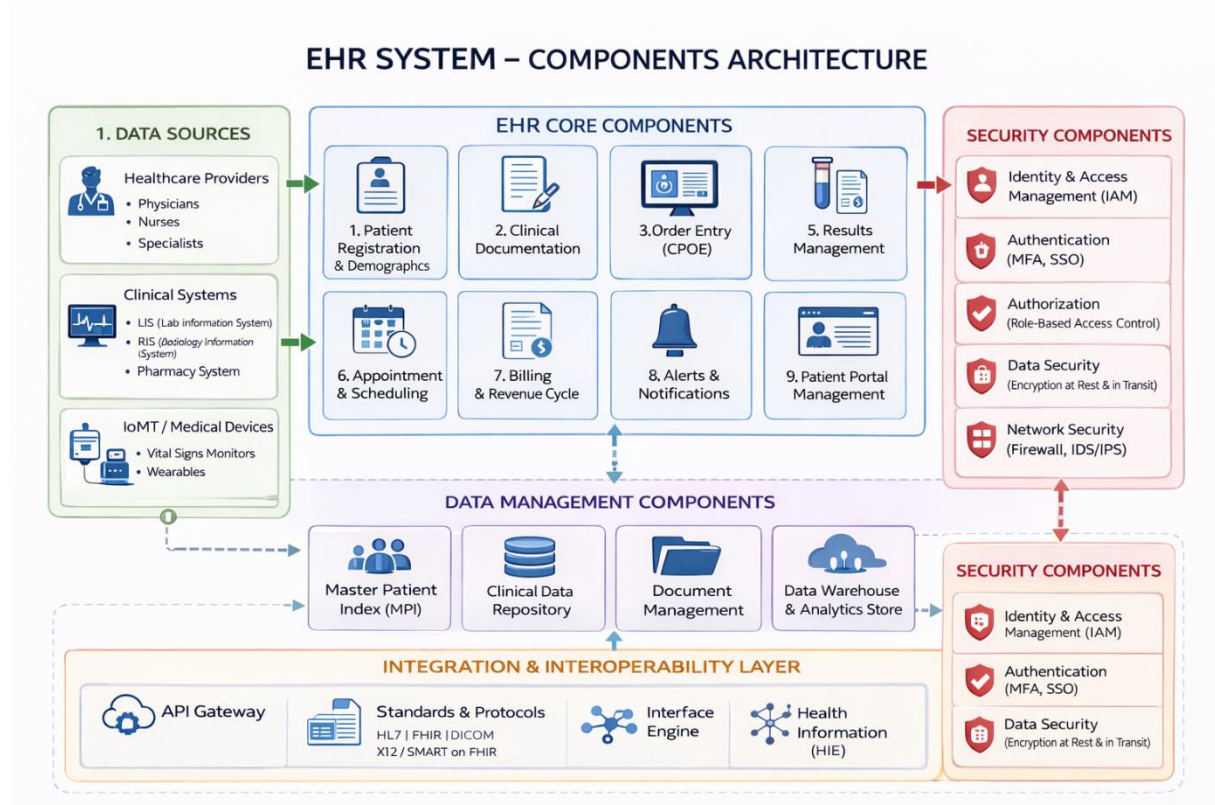 EHR SYSTEM – COMPONENTS ARCHITECTURE
1. DATA SOURCES
Healthcare Providers
• Physicians
• Nurses
• Specialists
Clinical Systems
• LIS (Lab information System)
• RIS (Dodiology Information
(System)
• Pharmacy System
IoMT / Medical Devices
• Vital Signs Monitors
• Wearables
EHR CORE COMPONENTS
1. Patient
Registration
& Demographcs
2. Clinical
Documentation
3.Order Entry
(CPOE)
5. Results
Management
6. Appointment
& Scheduling
7. Billing
& Revenue Cycle
8. Alerts &
Notifications
9. Patient Portal
Management
SECURITY COMPONENTS
Identity & Access
Management (IAM)
Authentication
(MFA, SSO)
Authorization
(Role-Based Access Control)
Data Security
(Encryption at Rest & in Transit)
Network Security
(Firewall, IDS/IPS)
DATA MANAGEMENT COMPONENTS
Master Patient
Index (MPI)
Clinical Data
Repository
Document
Management
Data Warehouse
& Analytics Store
SECURITY COMPONENTS
Identity & Access
Management (IAM)
Authentication
(MFA, SSO)
Data Security
(Encryption at Rest & in Transit)
INTEGRATION & INTEROPERABILITY LAYER
API Gateway
Standards & Protocols
HL7 | FHIR | DICOM
X12 / SMART on FHIR
Interface
Engine
Health
Information
(HIE)